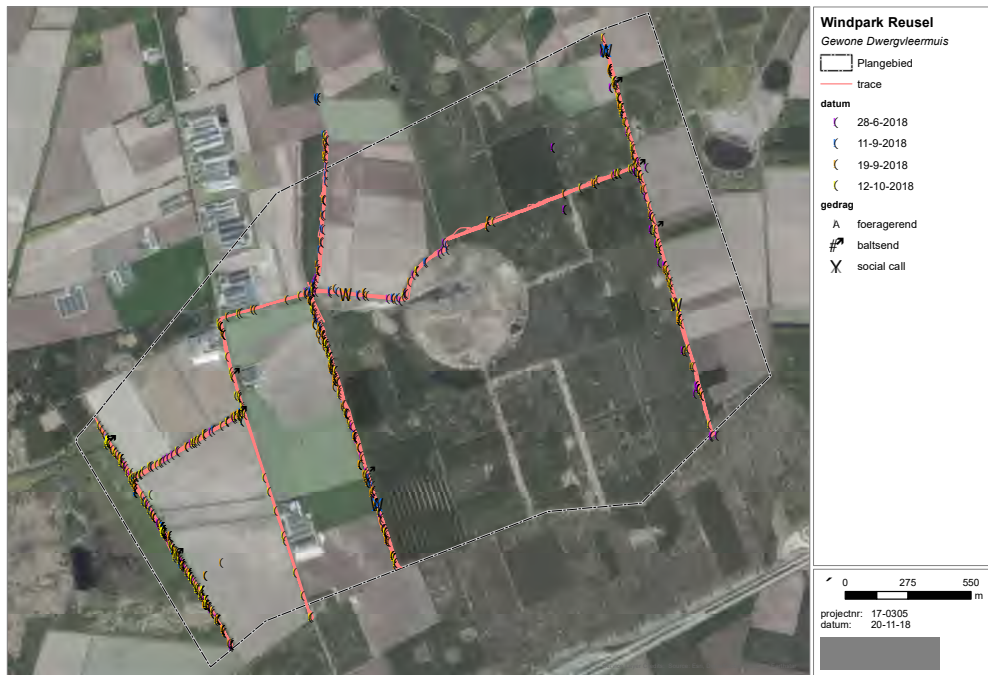 Windpark Reusel
Gewone Dwergvleermuis
Plangebied
trace
datum
28-6-2018
11-9-2018
19-9-2018
12-10-2018
gedrag
foeragerend
baltsend
social call
0 275 550
m
projectnr: 17-0305
datum: 20-11-18